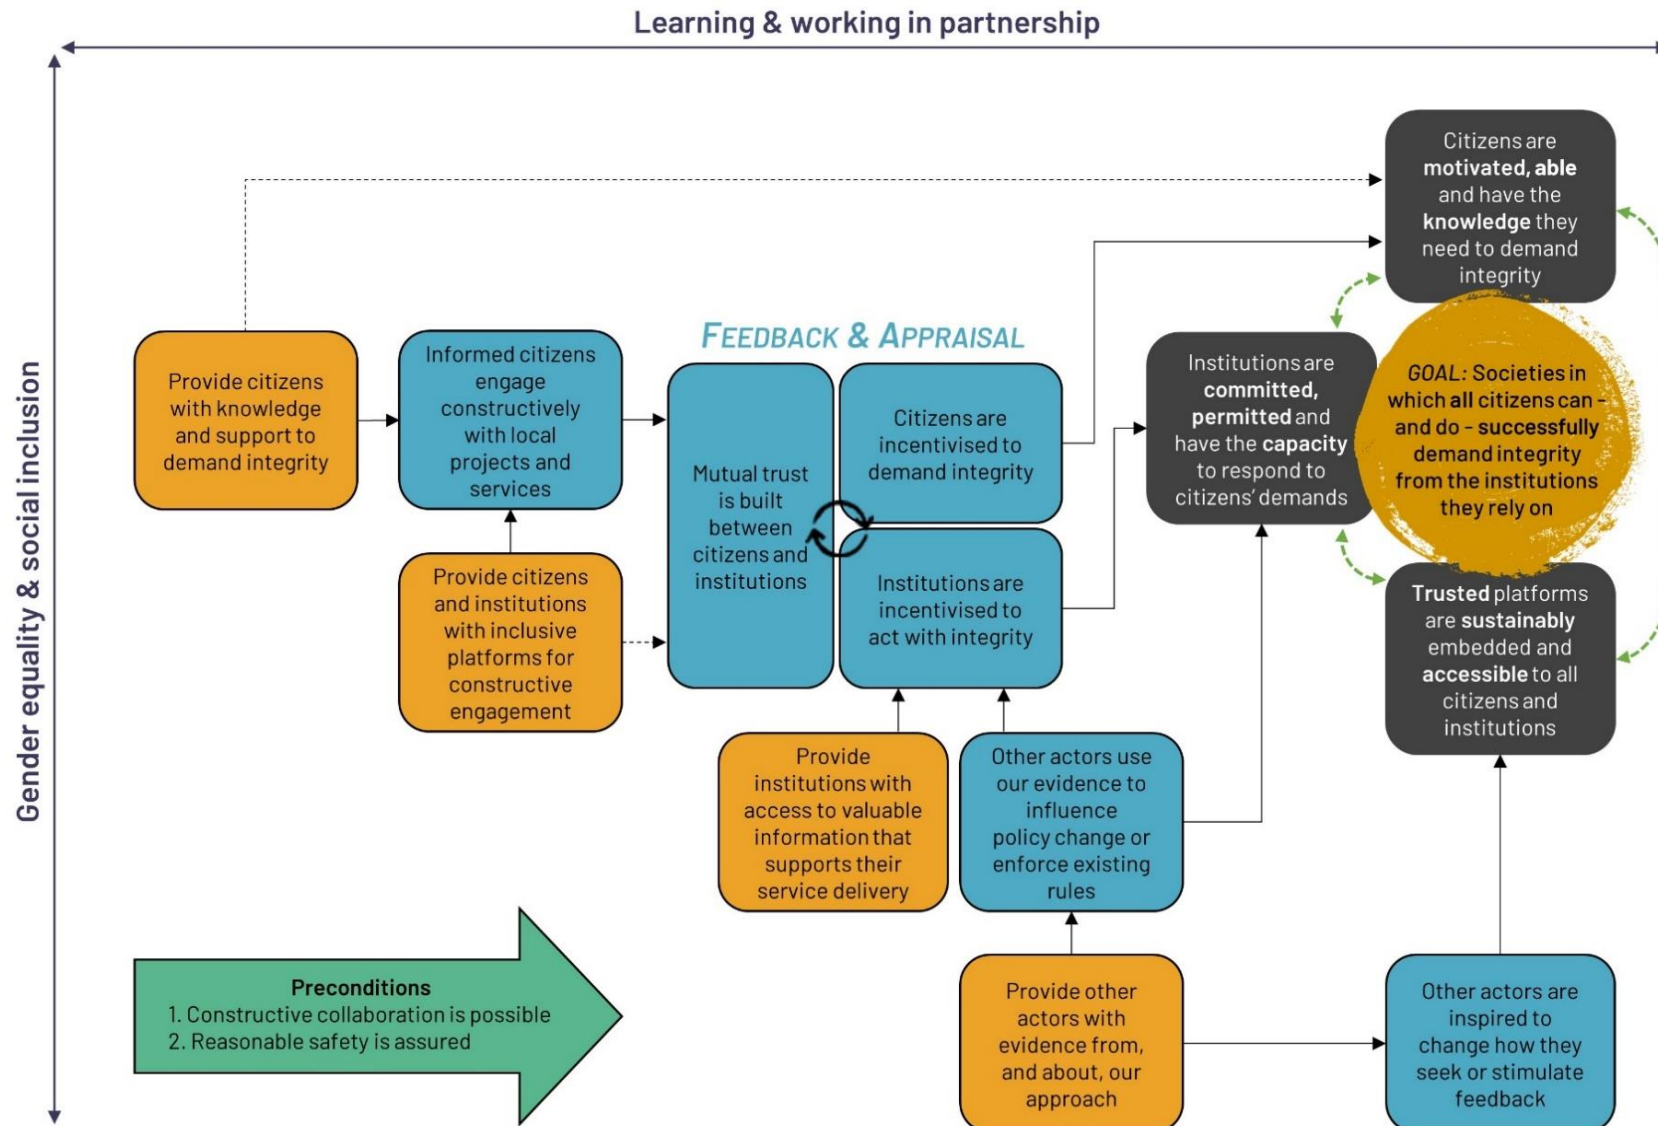 Learning & working in partnership
Gender equality & social inclusion
Citizens are
motivated, able
and have the
knowledge they
need to demand
integrity
Provide citizens
with knowledge
and support to
demand integrity
Informed citizens
engage
constructively
with local
projects and
services
FEEDBACK & APPRAISAL
Mutual trust
is built
between
citizens and
institutions
Citizens are
incentivised to
demand integrity
Institutions are
incentivised to
act with integrity
Institutions are
committed,
permitted and
have the capacity
to respond to
citizens’ demands
GOAL: Societies in
which all citizens can -
and do - successfully
demand integrity
from the institutions
they rely on
Provide citizens
and institutions
with inclusive
platforms for
constructive
engagement
Trusted platforms
are sustainably
embedded and
accessible to all
citizens and
institutions
Provide
institutions with
access to valuable
information that
supports their
service delivery
Other actors use
our evidence to
influence
policy change or
enforce existing
rules
Preconditions
1. Constructive collaboration is possible
2. Reasonable safety is assured
Provide other
actors with
evidence from,
and about, our
approach
Other actors are
inspired to
change how they
seek or stimulate
feedback